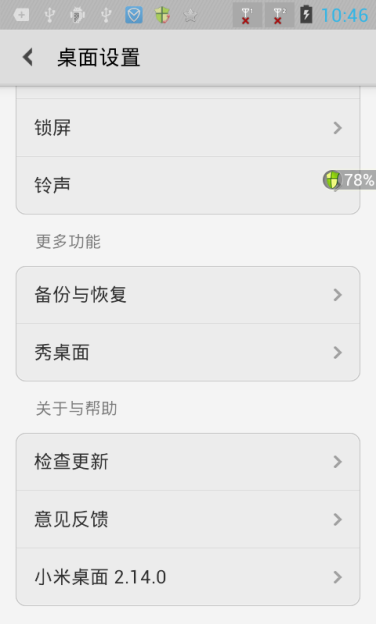 10:46
桌面设置
锁屏
铃声
78%
更多功能
备份与恢复
秀桌面
关于与帮助
检查更新
意见反馈
小米桌面 2.14.0